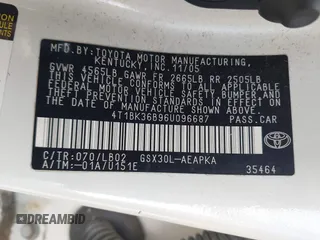 MFD.BY:TOYOTA MOTOR MANUFACTURING,
KENTUCKY, INC. 11/05
GVWR 4565LB GAWR FR 2665LB RR 2505LB
THIS VEHICLE CONFORMS TO ALL APPLICABLE
FEDERAL MOTOR VEHICLE SAFETY, BUMPER,
AND THEFT PREVENTION STANDARDS IN EFFECT
ON THE DATE OF MANUFACTURE SHOWN ABOVE.
4T1BK36B96U096687 PASS.CAR
C/TR:070/LB02 GSX30L-AEAPKA
A/TM:-01A/U151E 35464
TOYOTA